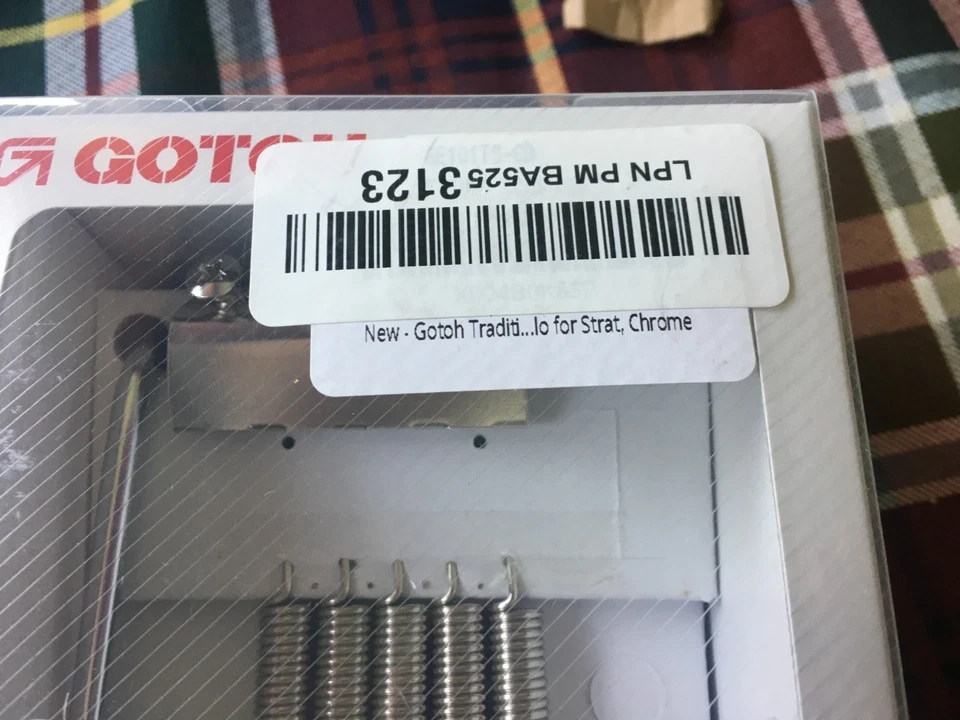 GOTOH
LPN PM BA525 3123
New - Gotoh Traditi...lo for Strat, Chrome